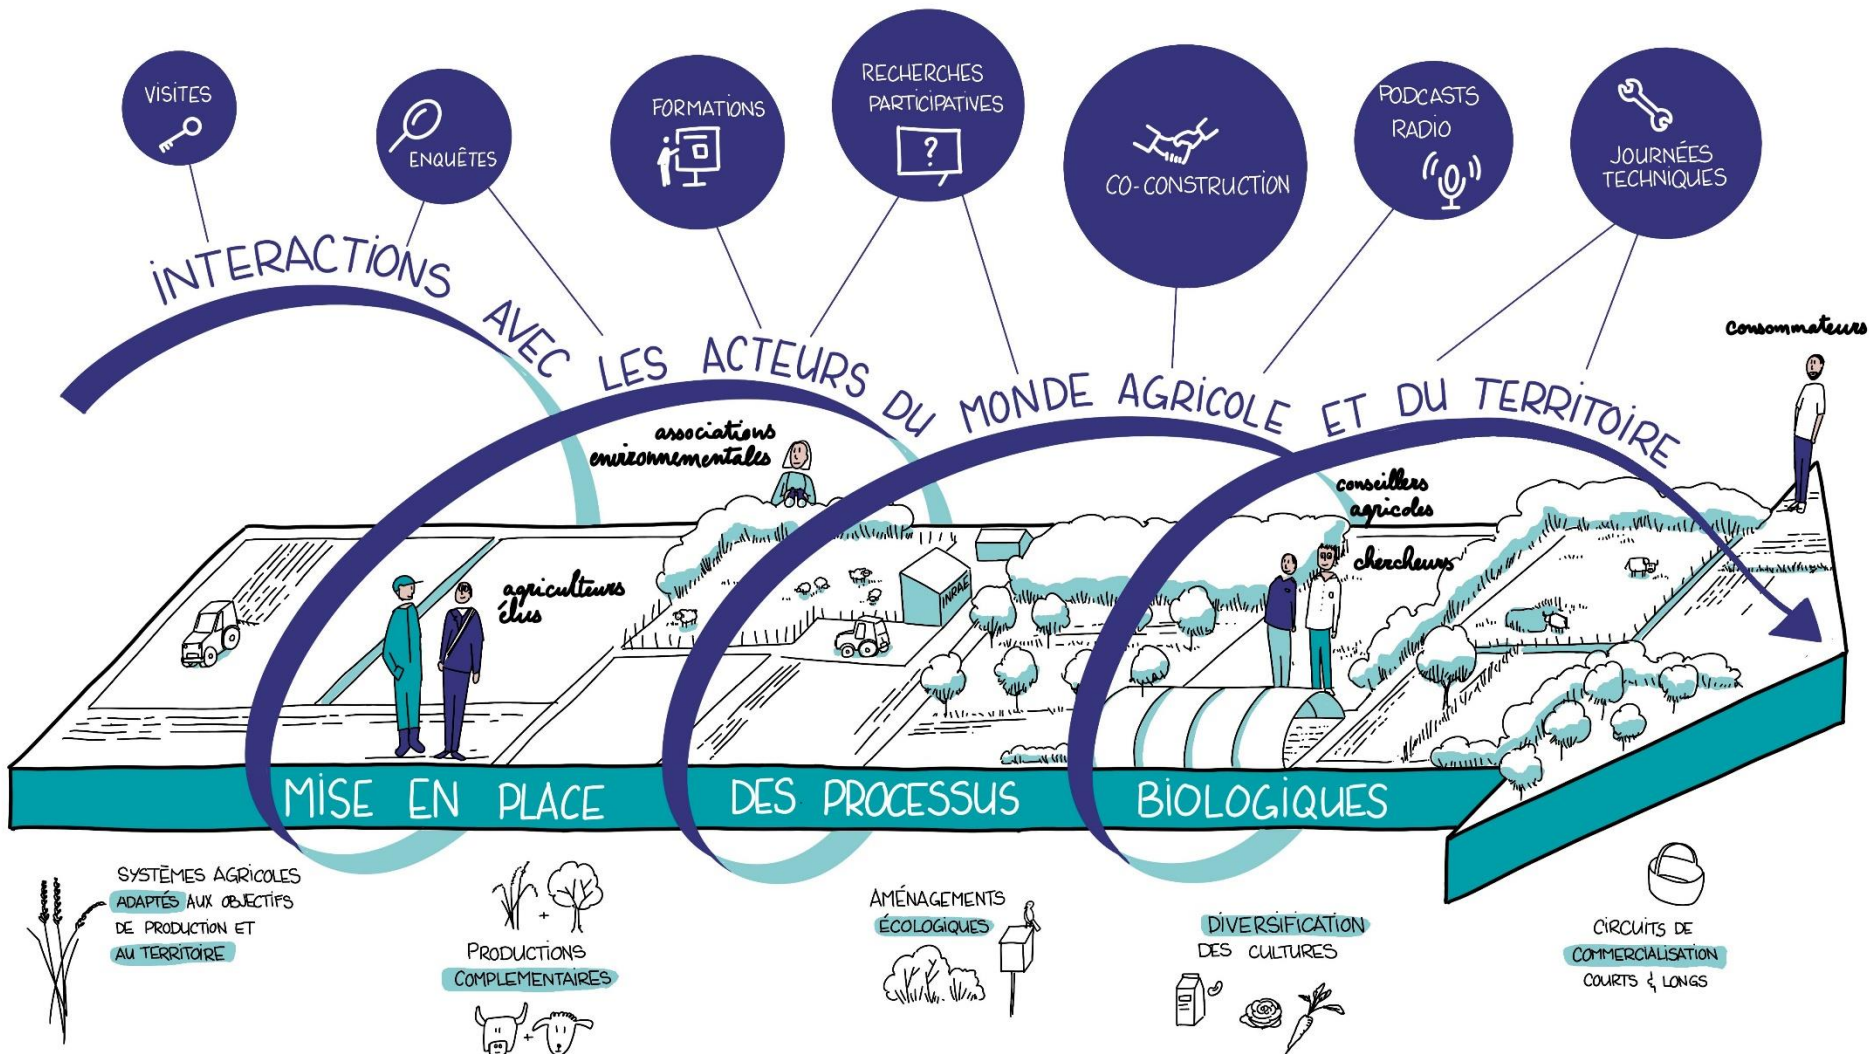 VISITES
ENQUÊTES
FORMATIONS
RECHERCHES
PARTICIPATIVES
?
CO-CONSTRUCTION
PODCASTS
RADIO
JOURNÉES
TECHNIQUES
INTERACTIONS AVEC LES ACTEURS DU MONDE AGRICOLE ET DU TERRITOIRE
consommateurs
associations
environnementales
conseillers
agricoles
chercheurs
agriculteurs
élus
INRAE
MISE EN PLACE DES PROCESSUS BIOLOGIQUES
SYSTÈMES AGRICOLES
ADAPTÉS AUX OBJECTIFS
DE PRODUCTION ET
AU TERRITOIRE
+
PRODUCTIONS
COMPLEMENTAIRES
+
AMÉNAGEMENTS
ÉCOLOGIQUES
DIVERSIFICATION
DES CULTURES
CIRCUITS DE
COMMERCIALISATION
COURTS & LONGS